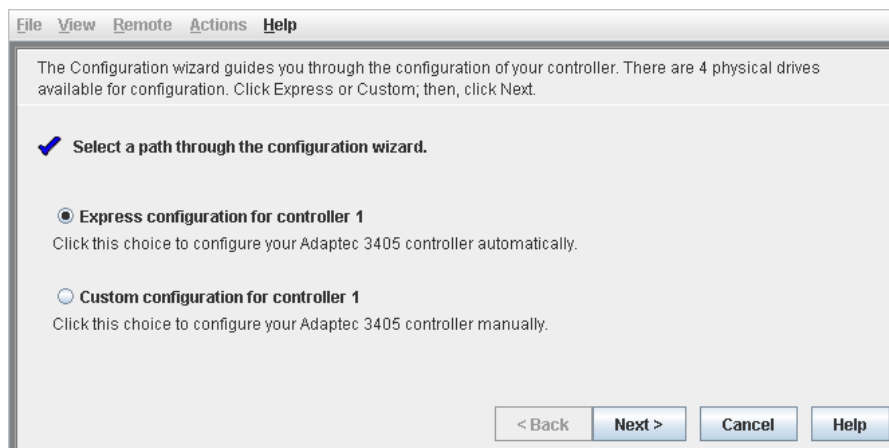 File View Remote Actions Help
The Configuration wizard guides you through the configuration of your controller. There are 4 physical drives
available for configuration. Click Express or Custom; then, click Next.
Select a path through the configuration wizard.
Express configuration for controller 1
Click this choice to configure your Adaptec 3405 controller automatically.
Custom configuration for controller 1
Click this choice to configure your Adaptec 3405 controller manually.
< Back Next > Cancel Help